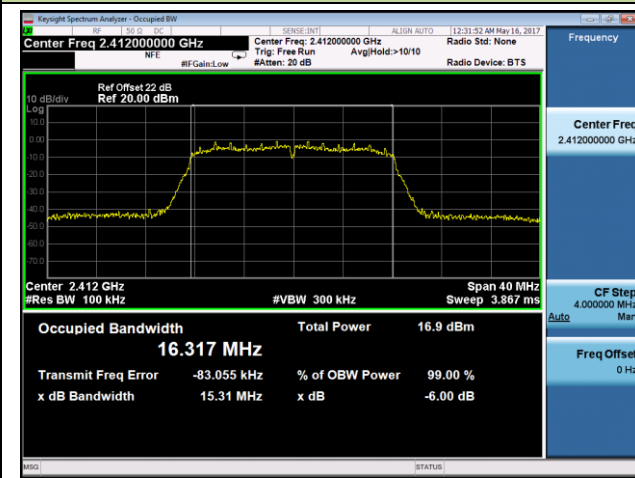 Keysight Spectrum Analyzer - Occupied BW
RF 50 Ω DC SENSE:INT ALIGN AUTO 12:31:52 AM May 16, 2017
Center Freq 2.412000000 GHz
Center Freq: 2.412000000 GHz
Radio Std: None
NFE
Trig: Free Run Avg|Hold:>10/10
#IFGain:Low
#Atten: 20 dB
Radio Device: BTS
Frequency
Ref Offset 22 dB
10 dB/div Ref 20.00 dBm
Log
10.0
0.00
-10.0
-20.0
-30.0
-40.0
-50.0
-60.0
-70.0
Center 2.412 GHz
Span 40 MHz
#Res BW 100 kHz
#VBW 300 kHz
Sweep 3.867 ms
Occupied Bandwidth
Total Power 16.9 dBm
16.317 MHz
Transmit Freq Error -83.055 kHz
% of OBW Power 99.00 %
x dB Bandwidth 15.31 MHz
x dB -6.00 dB
Center Freq
2.412000000 GHz
CF Step
4.000000 MHz
Auto Man
Freq Offset
0 Hz
MSG
STATUS